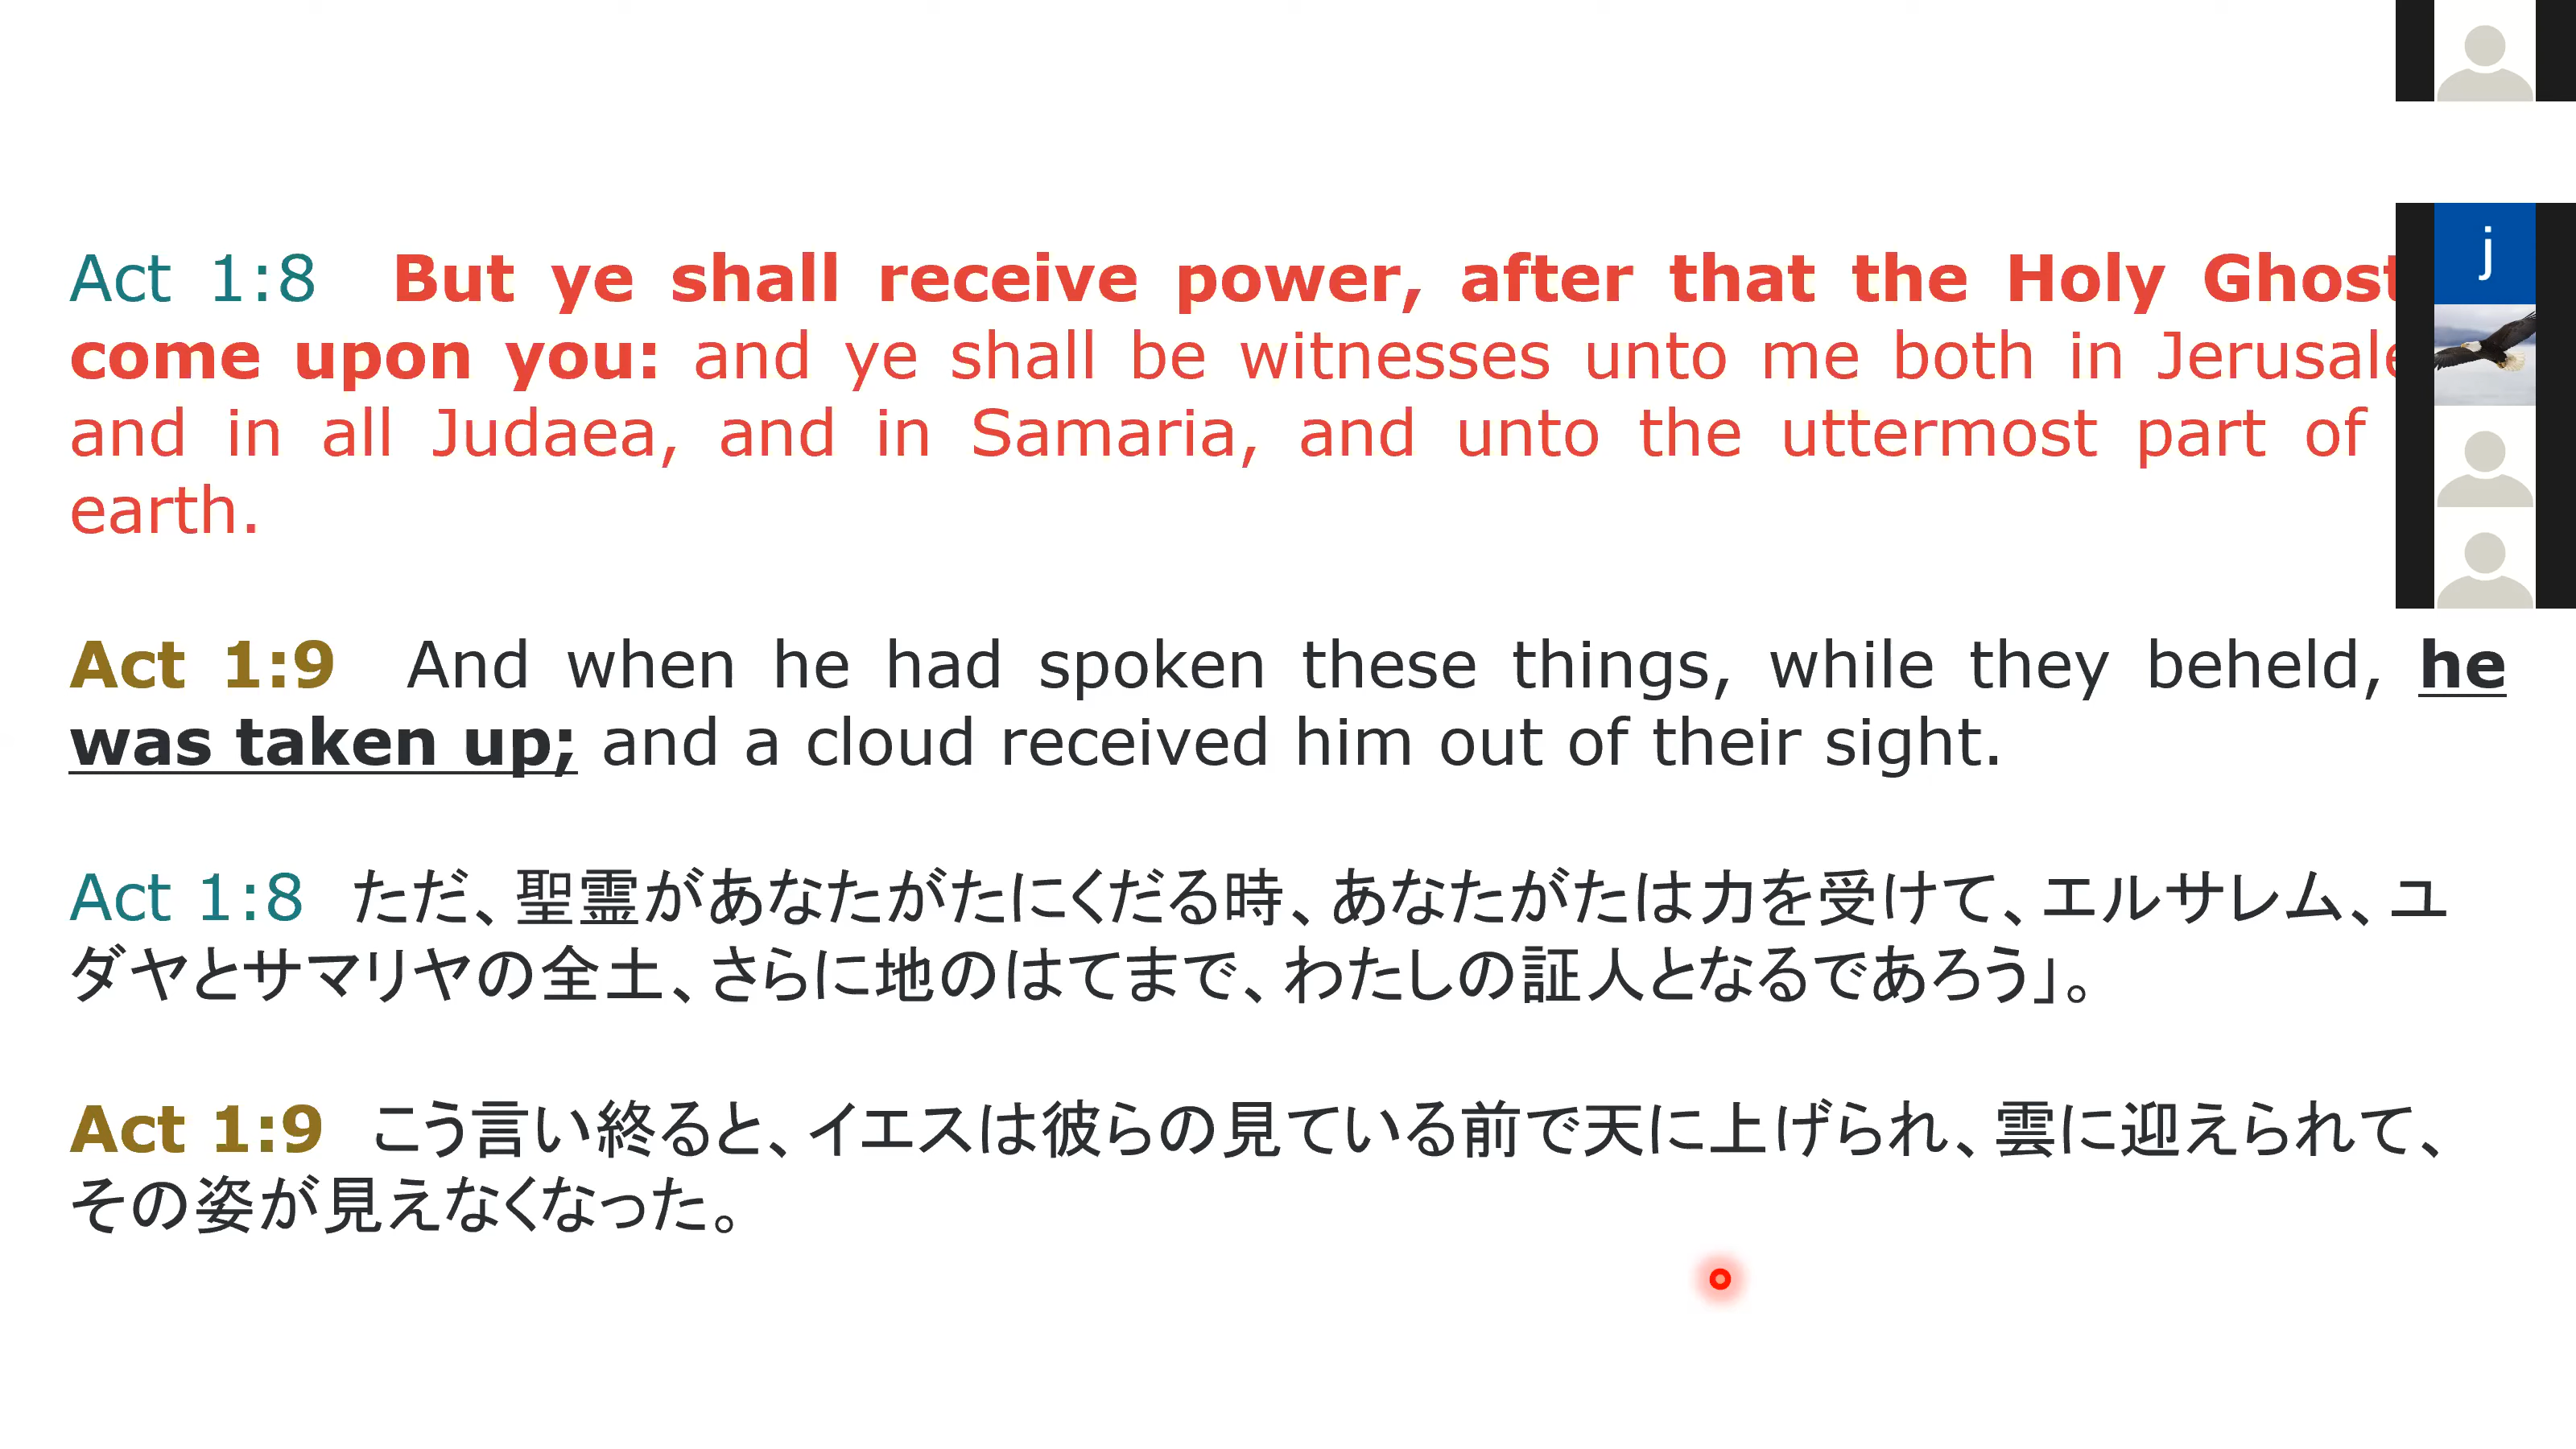 Act 1:8 But ye shall receive power, after that the Holy Ghost
come upon you: and ye shall be witnesses unto me both in
and in all Judaea, and in Samaria, and unto the uttermost part of
earth.
Act 1:9 And when he had spoken these things, while they beheld, he
was taken up; and a cloud received him out of their sight.
Act 1:8 ただ、聖霊があなたがたにくだる時、あなたがたは力を受けて、エルサレム、ユ
ダヤとサマリヤの全土、さらに地のはてまで、わたしの証人となるであろう」。
Act 1:9 こう言い終ると、イエスは彼らの見ている前で天に上げられ、雲に迎えられて、
その姿が見えなくなった。
j